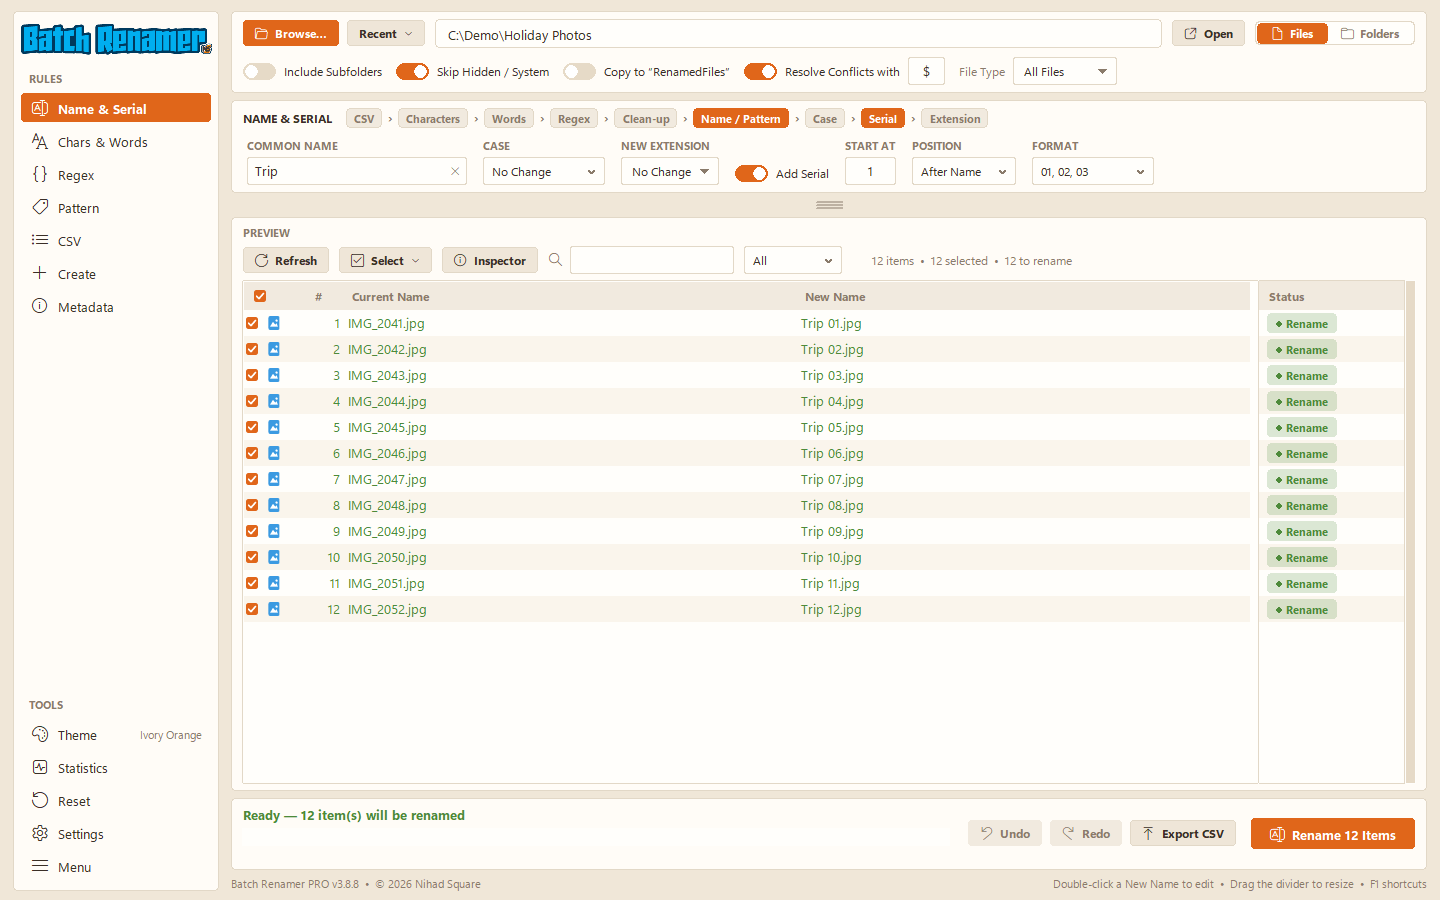 Batch Renamer
RULES
Name & Serial
Chars & Words
Regex
Pattern
CSV
Create
Metadata
TOOLS
Theme Ivory Orange
Statistics
Reset
Settings
Menu
Browse... Recent C:\Demo\Holiday Photos Open Files Folders
Include Subfolders Skip Hidden / System Copy to "RenamedFiles" Resolve Conflicts with $ File Type All Files
NAME & SERIAL CSV › Characters › Words › Regex › Clean-up › Name / Pattern › Case › Serial › Extension
COMMON NAME CASE NEW EXTENSION START AT POSITION FORMAT
Trip No Change No Change Add Serial 1 After Name 01, 02, 03
PREVIEW
Refresh Select Inspector All 12 items • 12 selected • 12 to rename
# Current Name New Name Status
1 IMG_2041.jpg Trip 01.jpg Rename
2 IMG_2042.jpg Trip 02.jpg Rename
3 IMG_2043.jpg Trip 03.jpg Rename
4 IMG_2044.jpg Trip 04.jpg Rename
5 IMG_2045.jpg Trip 05.jpg Rename
6 IMG_2046.jpg Trip 06.jpg Rename
7 IMG_2047.jpg Trip 07.jpg Rename
8 IMG_2048.jpg Trip 08.jpg Rename
9 IMG_2049.jpg Trip 09.jpg Rename
10 IMG_2050.jpg Trip 10.jpg Rename
11 IMG_2051.jpg Trip 11.jpg Rename
12 IMG_2052.jpg Trip 12.jpg Rename
Ready — 12 item(s) will be renamed
Undo Redo Export CSV Rename 12 Items
Batch Renamer PRO v3.8.8 • © 2026 Nihad Square
Double-click a New Name to edit • Drag the divider to resize • F1 shortcuts